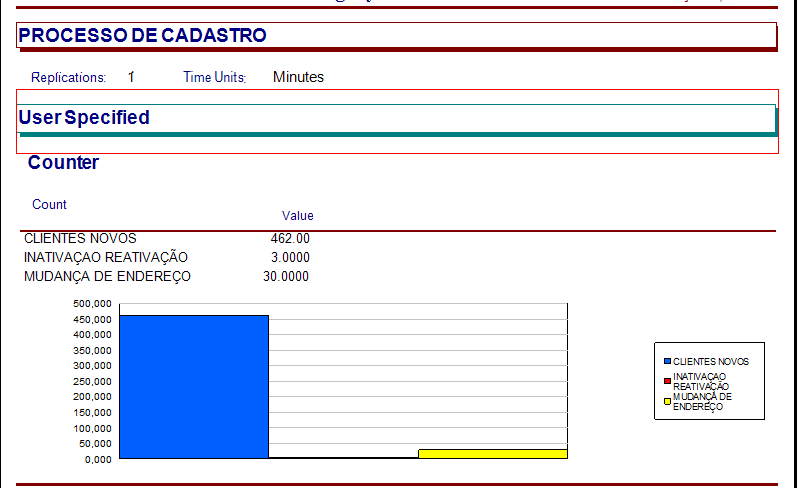 PROCESSO DE CADASTRO
Replications: 1 Time Units: Minutes
User Specified
Counter
Count
Value
CLIENTES NOVOS 462.00
INATIVAÇAO REATIVAÇÃO 3.0000
MUDANÇA DE ENDEREÇO 30.0000
500,000
450,000
400,000
350,000
300,000
250,000
200,000
150,000
100,000
50,000
0,000
CLIENTES NOVOS
INATIVAÇAO
REATIVAÇÃO
MUDANÇA DE
ENDEREÇO